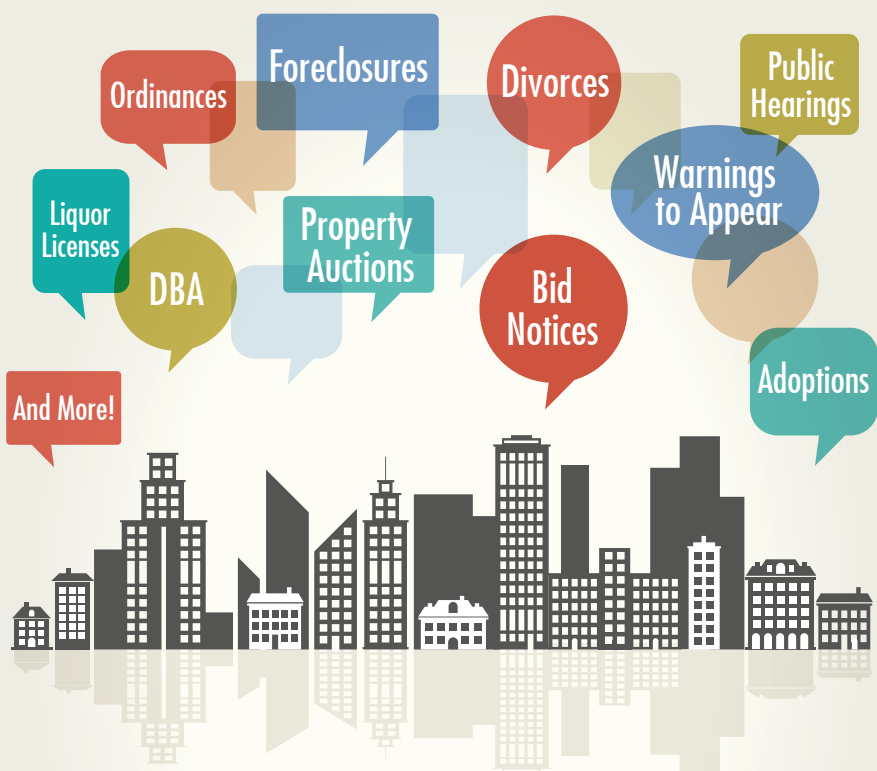 Foreclosures
Divorces
Public
Hearings
Ordinances
Warnings
to Appear
Liquor
Licenses
Property
Auctions
DBA
Bid
Notices
Adoptions
And More!